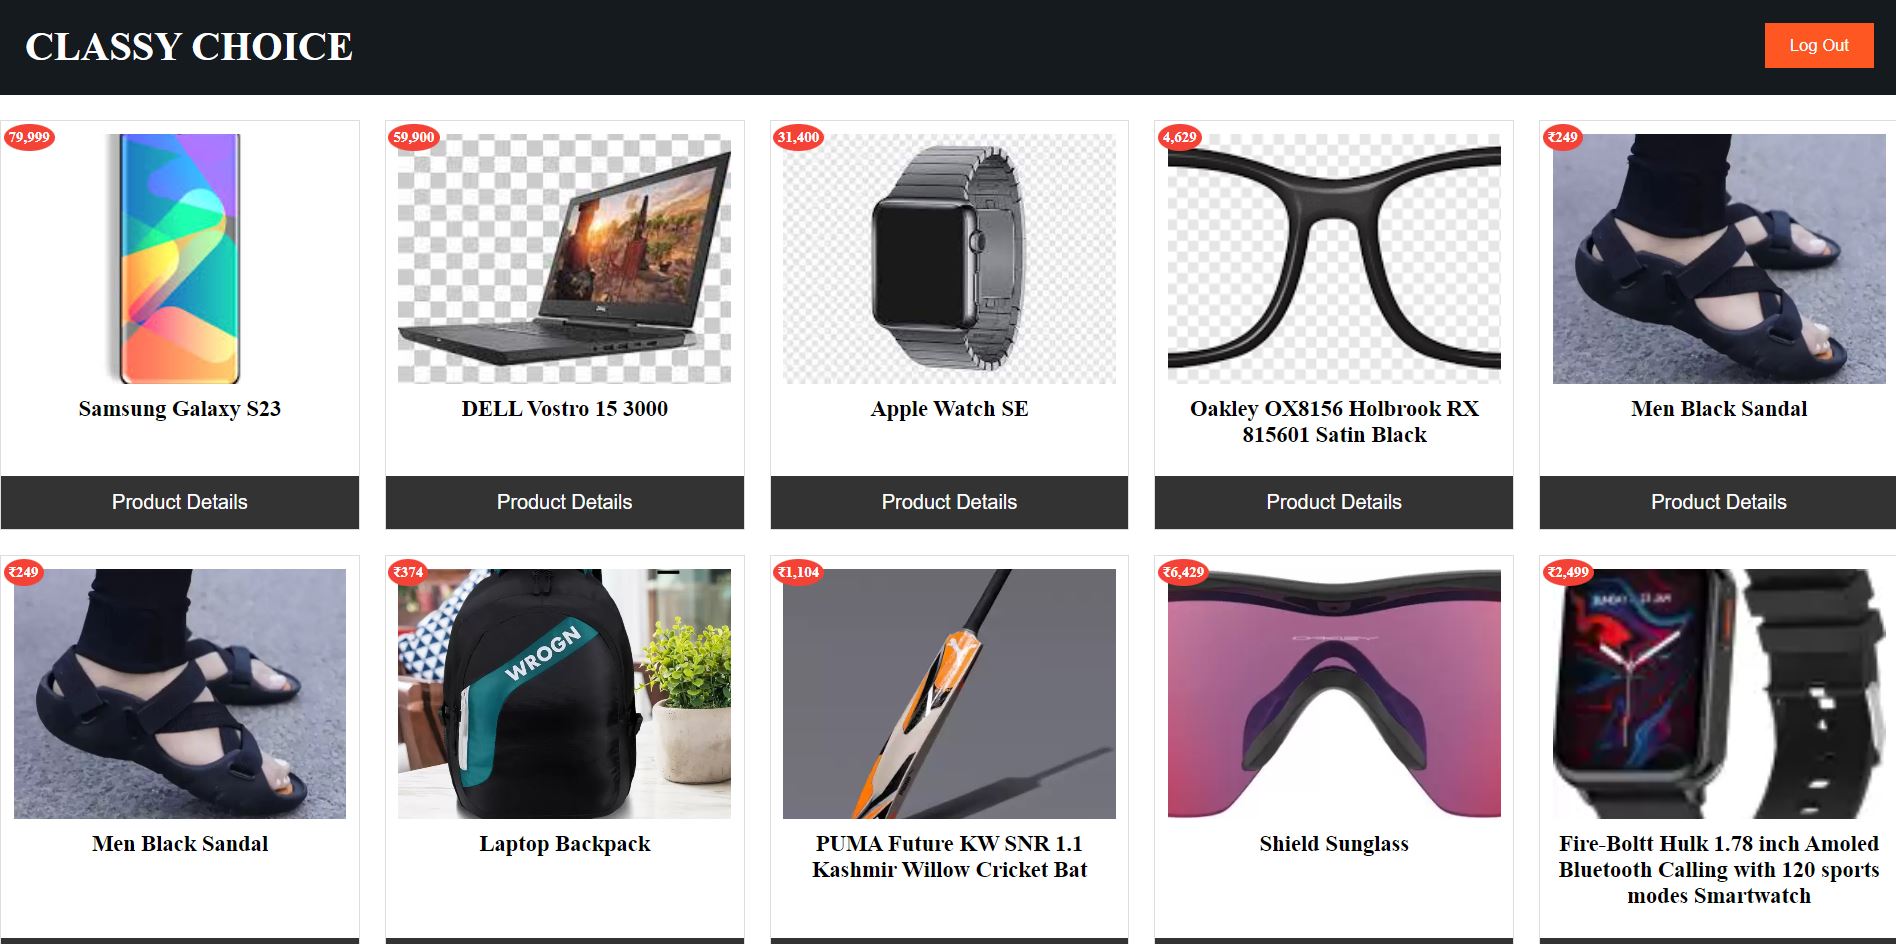 CLASSY CHOICE
Log Out
79,999
Samsung Galaxy S23
Product Details
59,900
DELL Vostro 15 3000
Product Details
31,400
Apple Watch SE
Product Details
4,629
Oakley OX8156 Holbrook RX
815601 Satin Black
Product Details
₹249
Men Black Sandal
Product Details
₹249
Men Black Sandal
₹374
WROGN
Laptop Backpack
₹1,104
PUMA Future KW SNR 1.1
Kashmir Willow Cricket Bat
₹6,429
OAKLEY
Shield Sunglass
₹2,499
Fire-Boltt Hulk 1.78 inch Amoled
Bluetooth Calling with 120 sports
modes Smartwatch